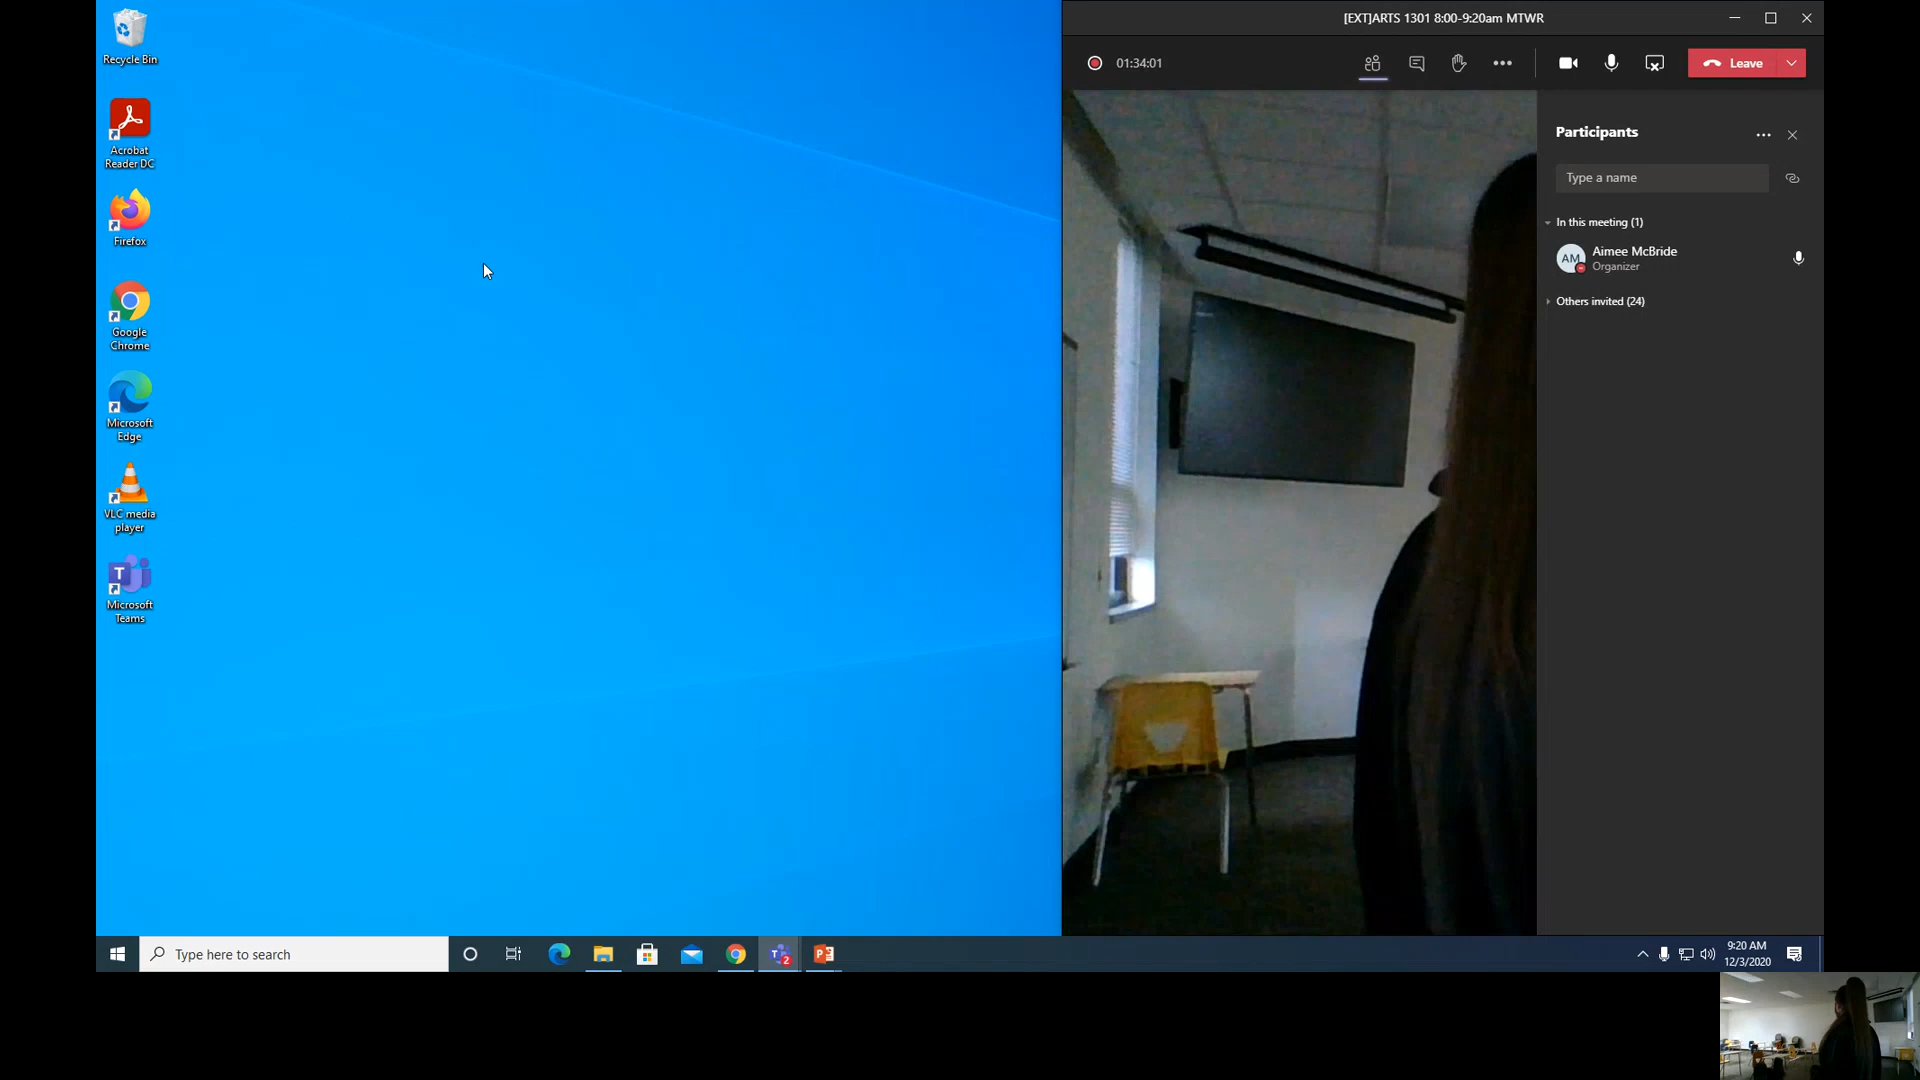 [EXT]ARTS 1301 8:00-9:20am MTWR
01:34:01
Leave
Recycle Bin
Acrobat
Reader DC
Firefox
Google
Chrome
Microsoft
Edge
VLC media
player
T
Microsoft
Teams
Participants
Type a name
In this meeting (1)
AM
Aimee McBride
Organizer
Others invited (24)
Type here to search
T
2
P
9:20 AM
12/3/2020